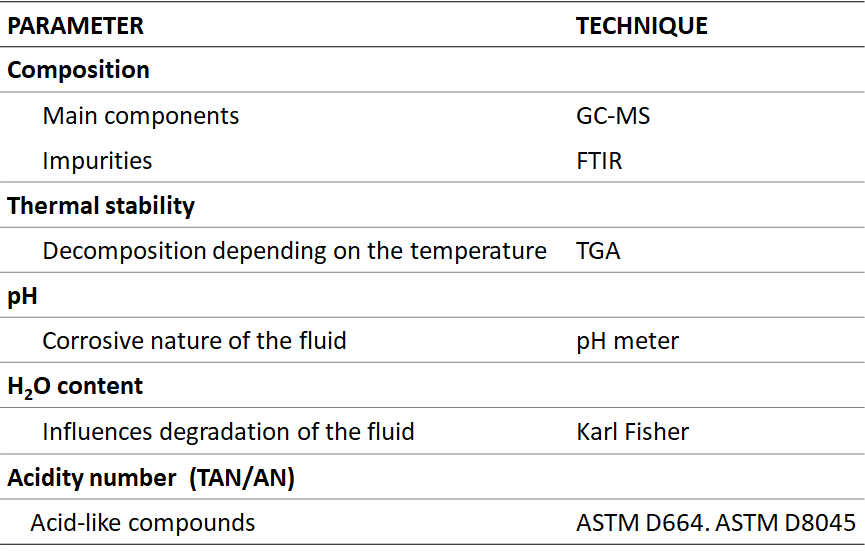 PARAMETER TECHNIQUE
Composition
Main components GC-MS
Impurities FTIR
Thermal stability
Decomposition depending on the temperature TGA
pH
Corrosive nature of the fluid pH meter
H₂O content
Influences degradation of the fluid Karl Fisher
Acidity number (TAN/AN)
Acid-like compounds ASTM D664. ASTM D8045